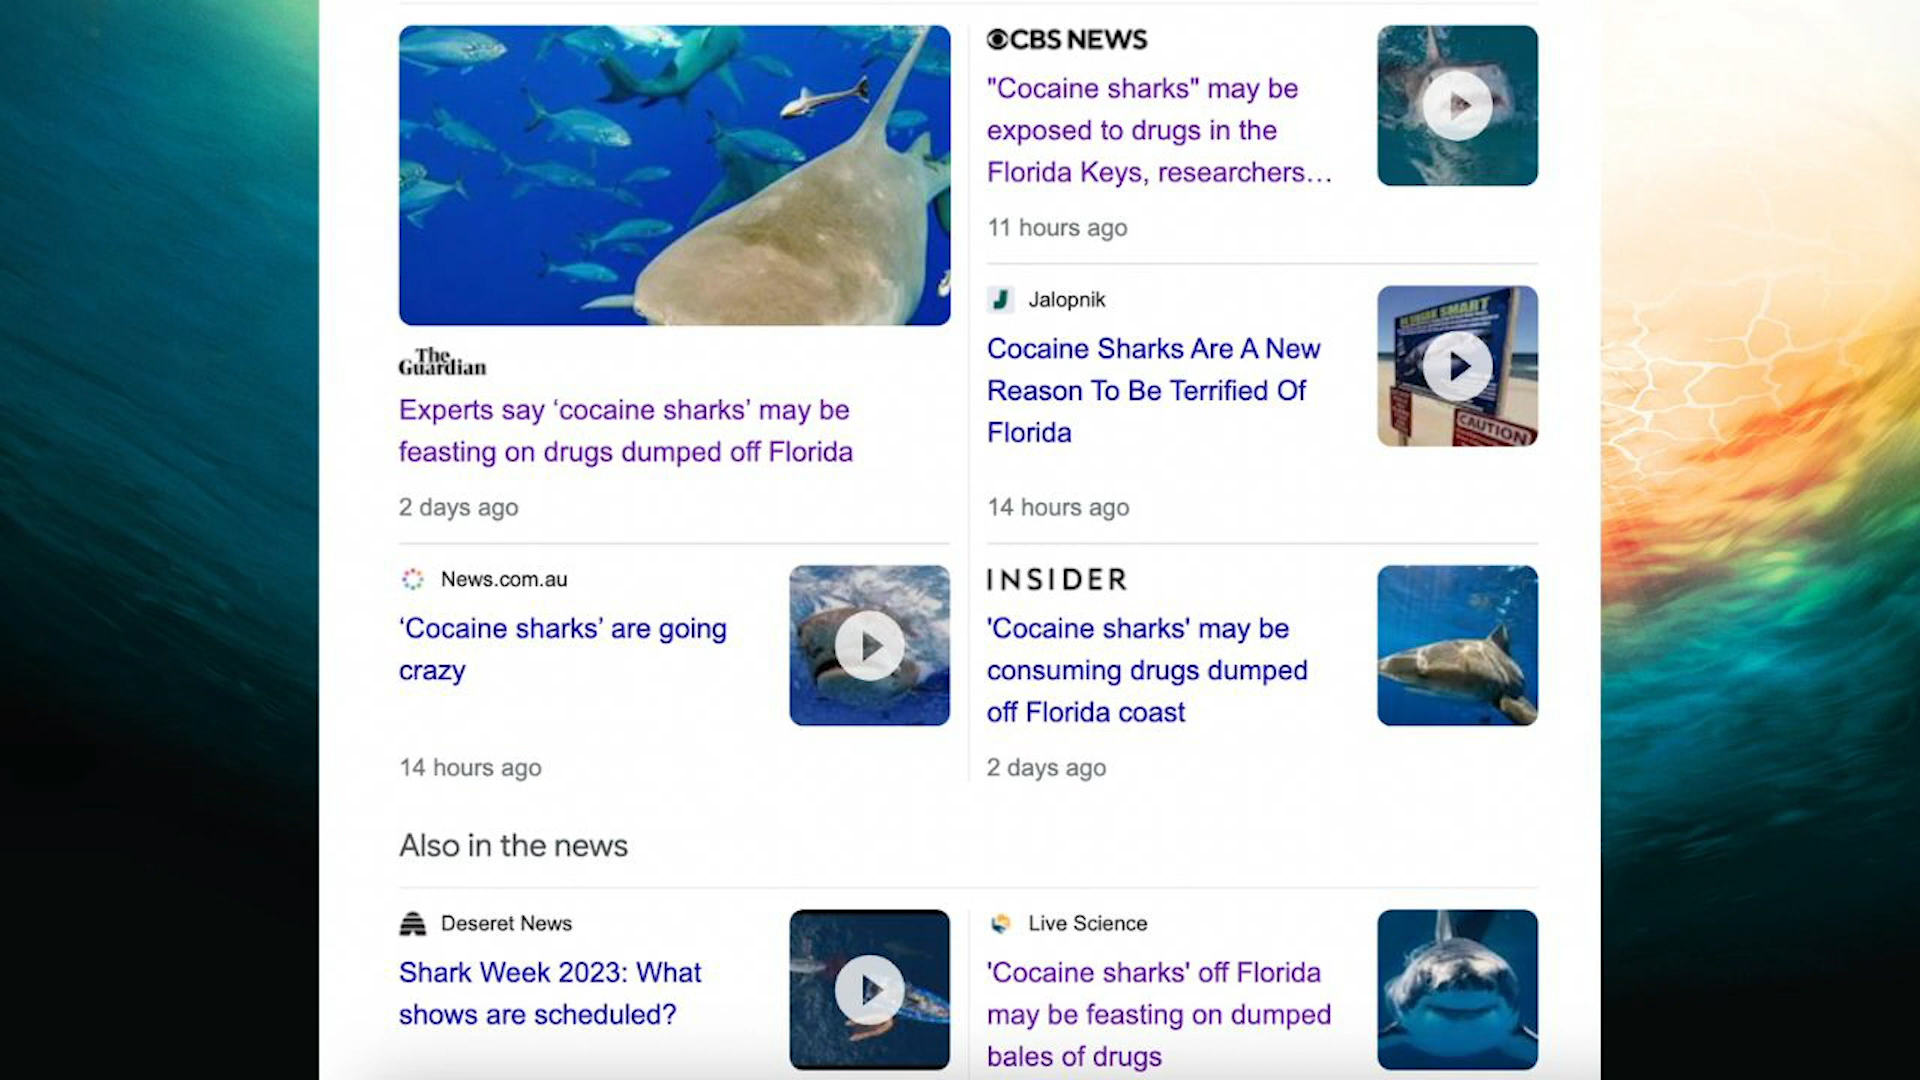 The
Guardian
Experts say ‘cocaine sharks’ may be
feasting on drugs dumped off Florida
2 days ago
CBS NEWS
"Cocaine sharks" may be
exposed to drugs in the
Florida Keys, researchers…
11 hours ago
Jalopnik
Cocaine Sharks Are A New
Reason To Be Terrified Of
Florida
14 hours ago
SMART
CAUTION
News.com.au
‘Cocaine sharks’ are going
crazy
14 hours ago
INSIDER
'Cocaine sharks' may be
consuming drugs dumped
off Florida coast
2 days ago
Also in the news
Deseret News
Shark Week 2023: What
shows are scheduled?
Live Science
'Cocaine sharks' off Florida
may be feasting on dumped
bales of drugs